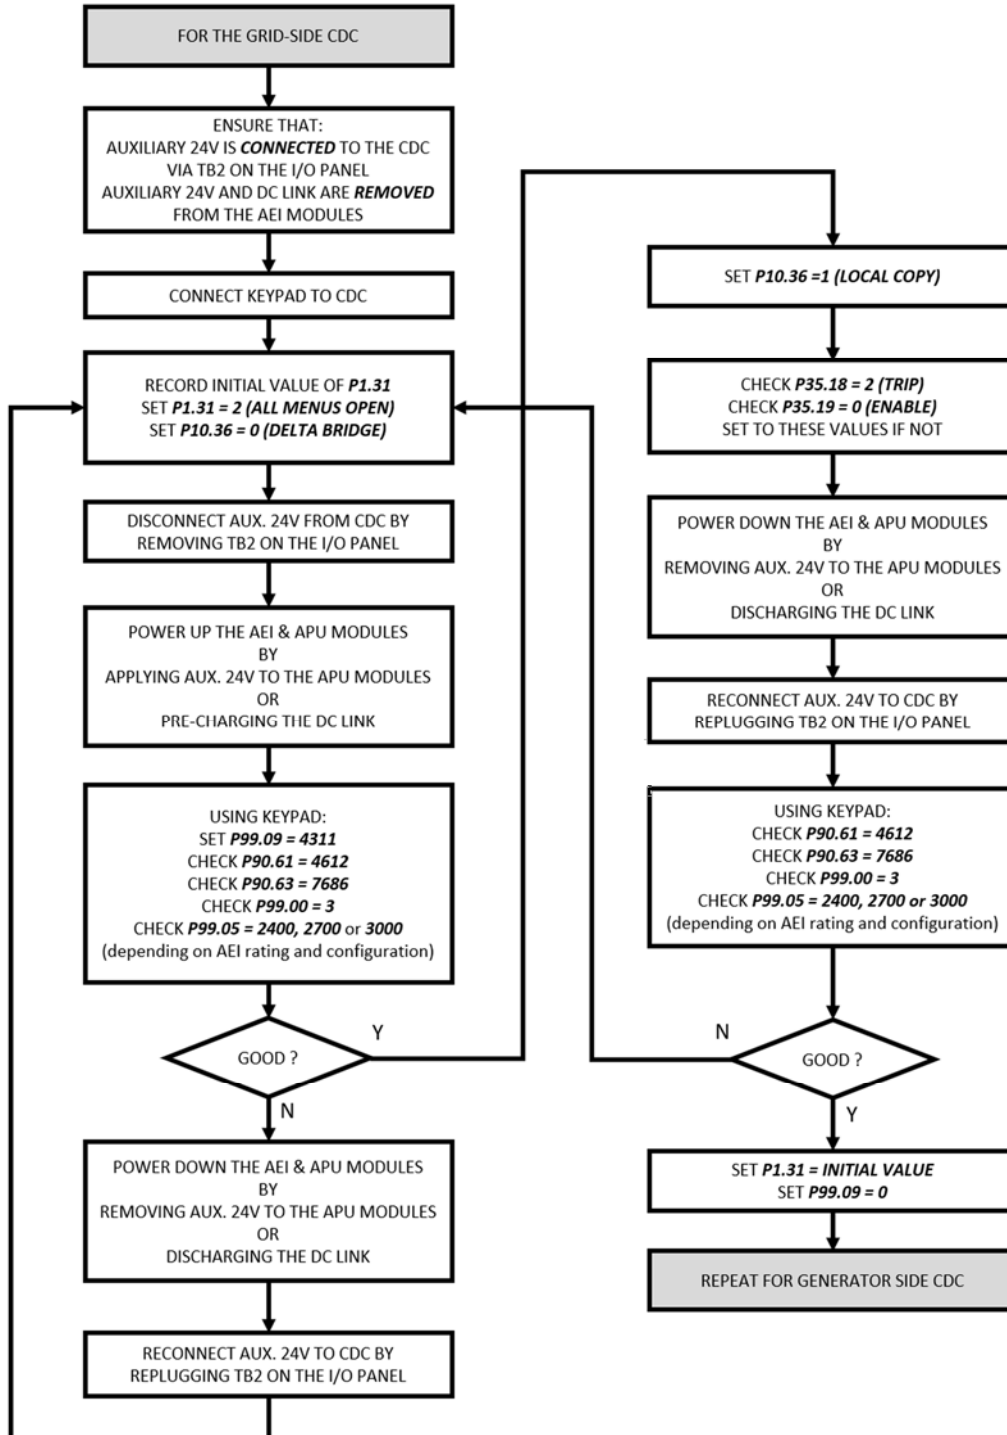 FOR THE GRID-SIDE CDC
ENSURE THAT:
AUXILIARY 24V IS CONNECTED TO THE CDC
VIA TB2 ON THE I/O PANEL
AUXILIARY 24V AND DC LINK ARE REMOVED
FROM THE AEI MODULES
CONNECT KEYPAD TO CDC
RECORD INITIAL VALUE OF P1.31
SET P1.31 = 2 (ALL MENUS OPEN)
SET P10.36 = 0 (DELTA BRIDGE)
DISCONNECT AUX. 24V FROM CDC BY
REMOVING TB2 ON THE I/O PANEL
POWER UP THE AEI & APU MODULES
BY
APPLYING AUX. 24V TO THE APU MODULES
OR
PRE-CHARGING THE DC LINK
USING KEYPAD:
SET P99.09 = 4311
CHECK P90.61 = 4612
CHECK P90.63 = 7686
CHECK P99.00 = 3
CHECK P99.05 = 2400, 2700 or 3000
(depending on AEI rating and configuration)
GOOD ?
Y
N
POWER DOWN THE AEI & APU MODULES
BY
REMOVING AUX. 24V TO THE APU MODULES
OR
DISCHARGING THE DC LINK
RECONNECT AUX. 24V TO CDC BY
REPLUGGING TB2 ON THE I/O PANEL
SET P10.36 =1 (LOCAL COPY)
CHECK P35.18 = 2 (TRIP)
CHECK P35.19 = 0 (ENABLE)
SET TO THESE VALUES IF NOT
POWER DOWN THE AEI & APU MODULES
BY
REMOVING AUX. 24V TO THE APU MODULES
OR
DISCHARGING THE DC LINK
RECONNECT AUX. 24V TO CDC BY
REPLUGGING TB2 ON THE I/O PANEL
USING KEYPAD:
CHECK P90.61 = 4612
CHECK P90.63 = 7686
CHECK P99.00 = 3
CHECK P99.05 = 2400, 2700 or 3000
(depending on AEI rating and configuration)
N
GOOD ?
Y
SET P1.31 = INITIAL VALUE
SET P99.09 = 0
REPEAT FOR GENERATOR SIDE CDC